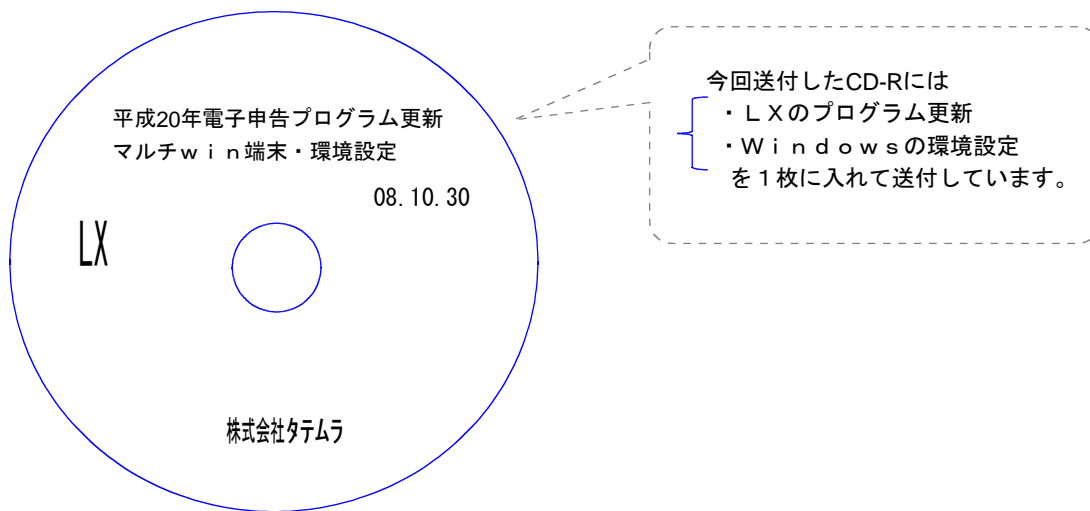 平成20年電子申告プログラム更新
マルチｗｉｎ端末・環境設定
08.10.30
LX
株式会社タテムラ
今回送付したCD-Rには
・ＬＸのプログラム更新
・Ｗｉｎｄｏｗｓの環境設定
を１枚に入れて送付しています。